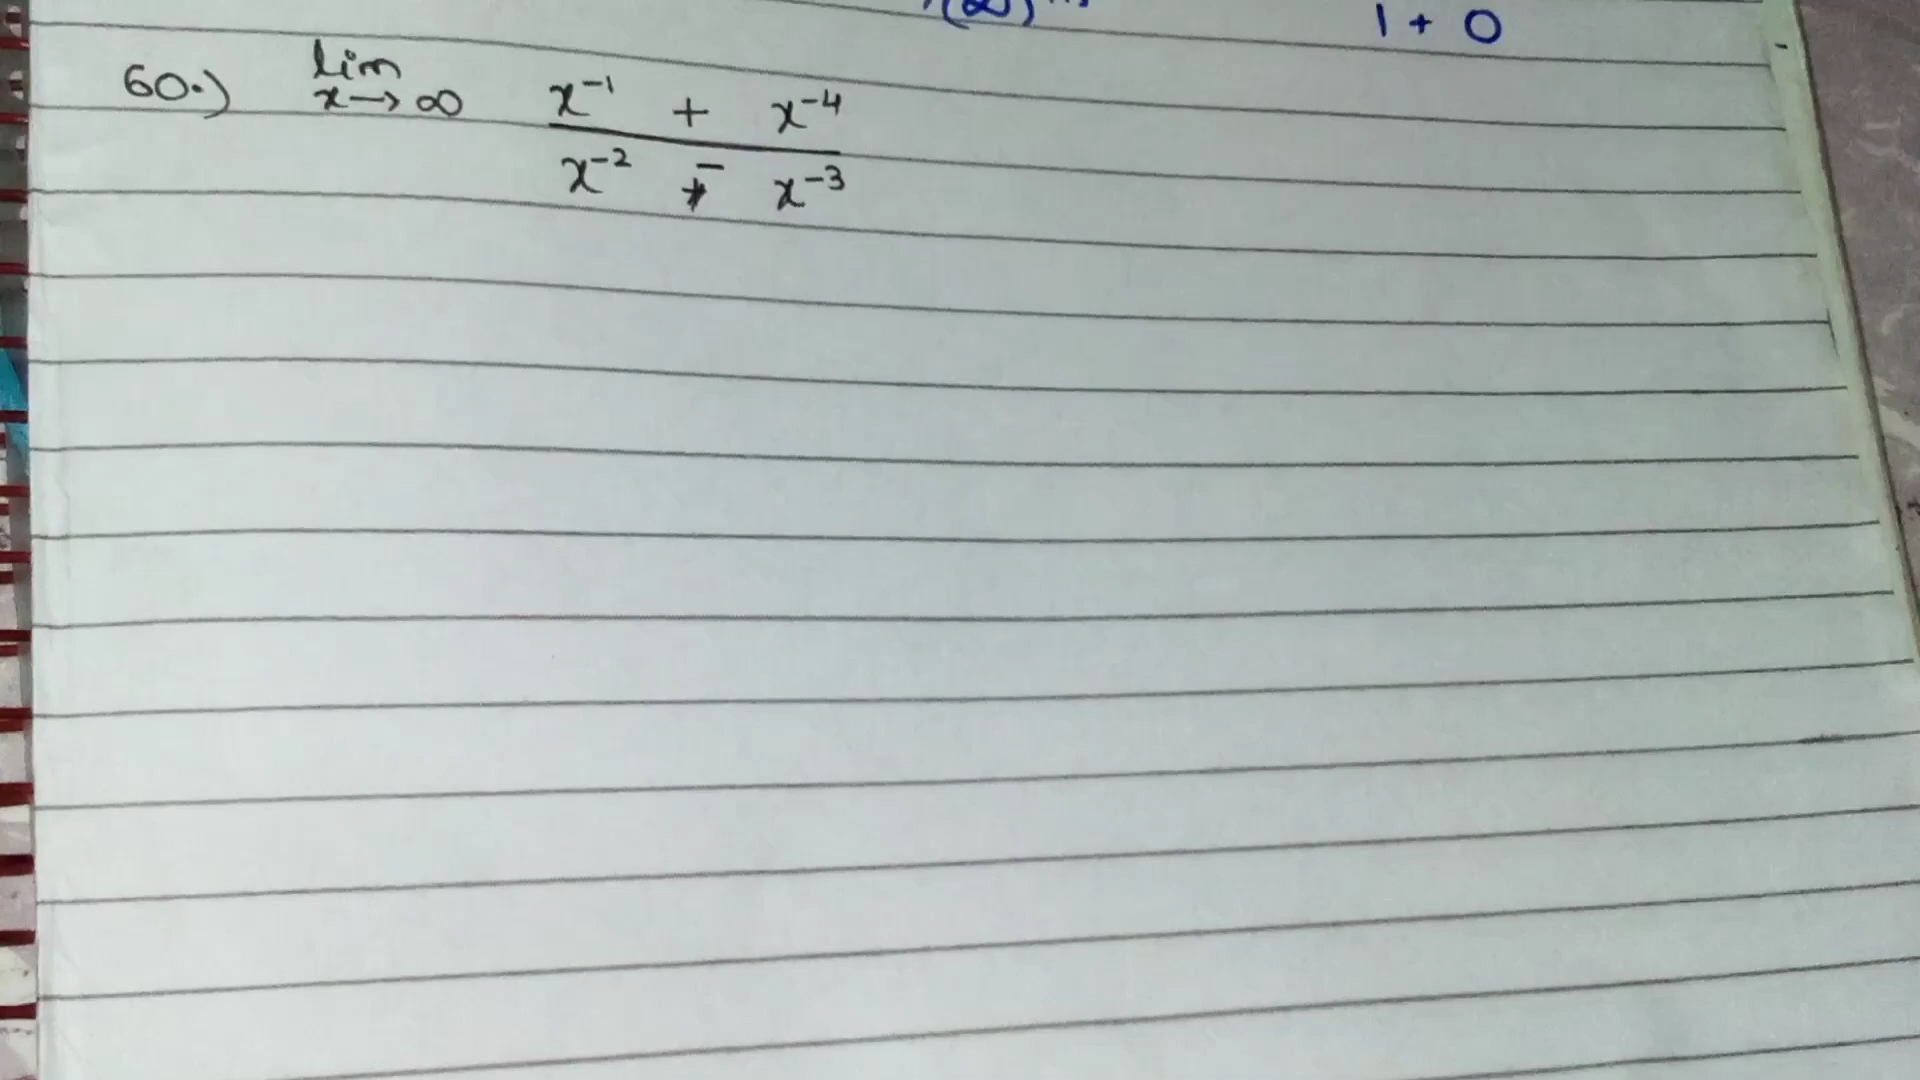 1 + 0
60.) lim x→∞ x⁻¹ + x⁻⁴
x⁻² - x⁻³